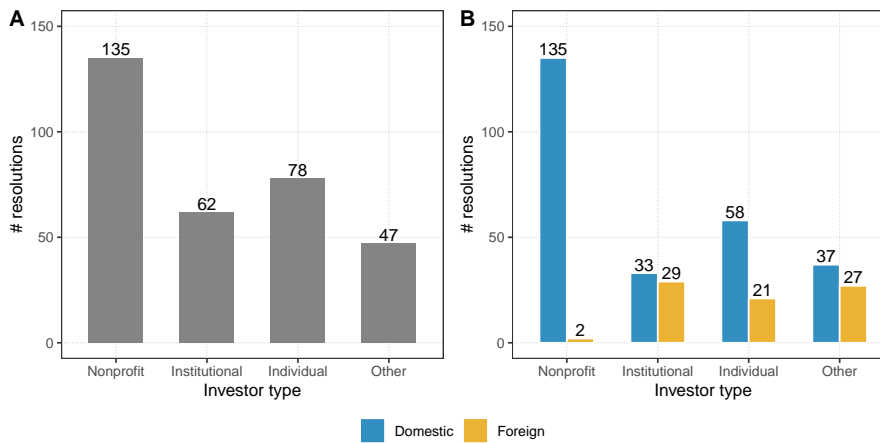 A
# resolutions
150
100
50
0
135
62
78
47
Nonprofit Institutional Individual Other
Investor type
B
# resolutions
150
100
50
0
135
2
33
29
58
21
37
27
Nonprofit Institutional Individual Other
Investor type
Domestic Foreign